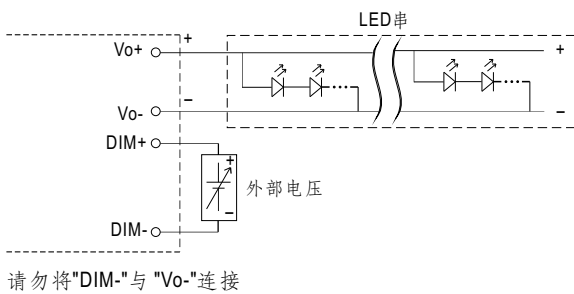 LED串
Vo+ +
+
Vo- −
−
DIM+
+
外部电压
−
DIM-
请勿将"DIM-"与 "Vo-"连接